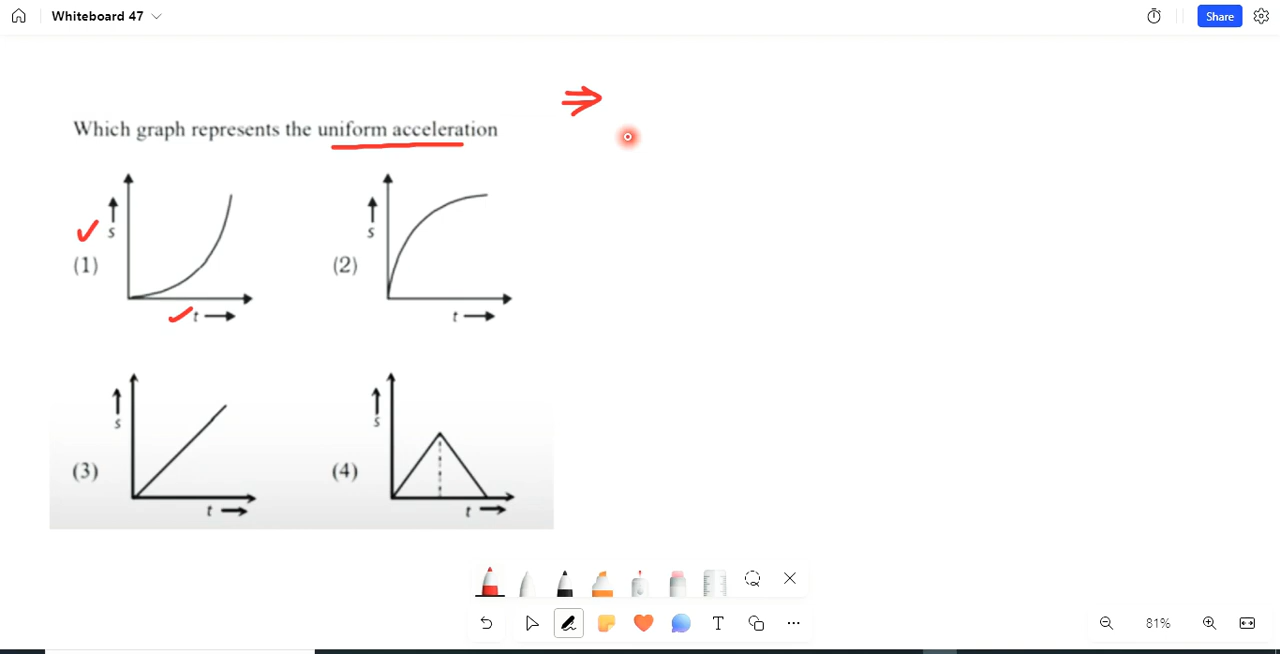 Whiteboard 47
Share
Which graph represents the uniform acceleration
s
(1)
t
s
(2)
t
s
(3)
t
s
(4)
t
T
81%